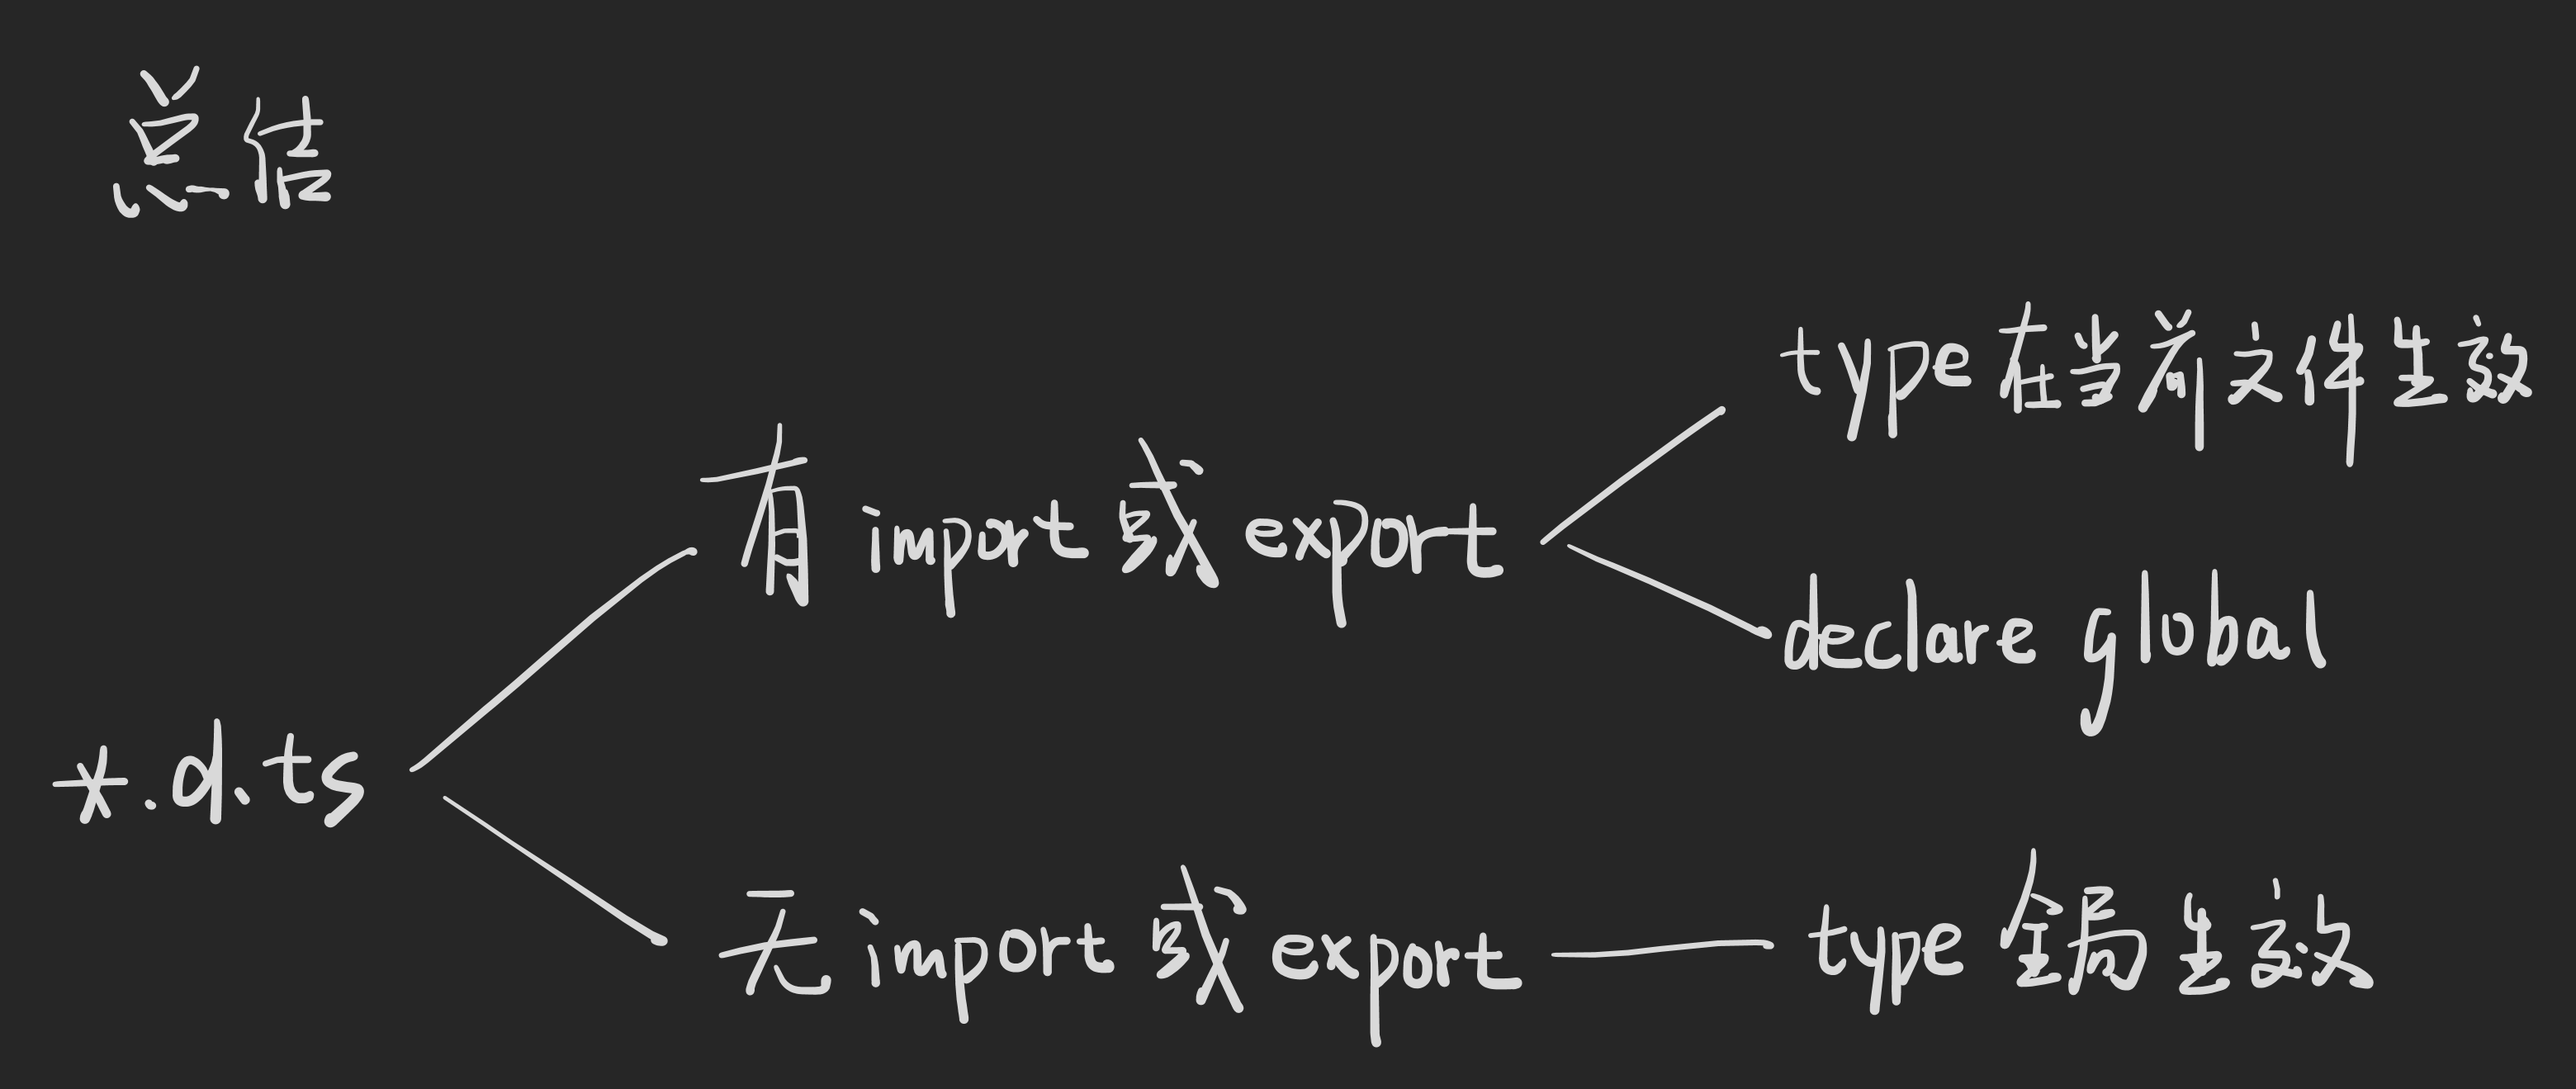 总结
type 在当前文件生效
有 import 或 export
declare global
*.d.ts
无 import 或 export
type 全局生效